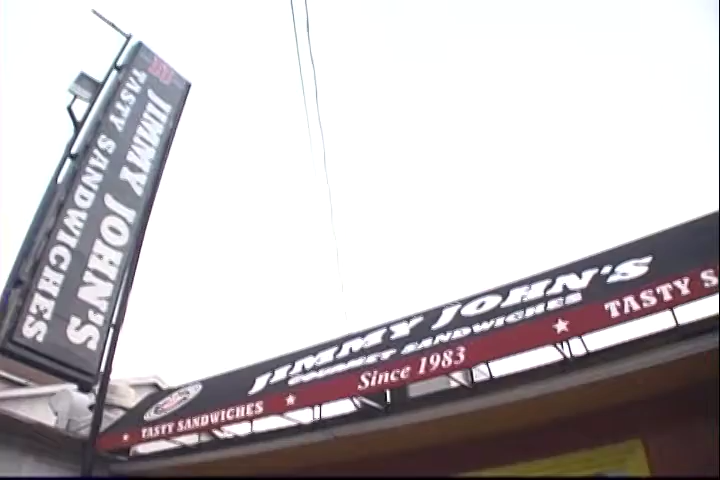 JIMMY JOHN'S
TASTY SANDWICHES
JIMMY JOHN'S
GOURMET SANDWICHES
Since 1983
TASTY SANDWICHES
TASTY S